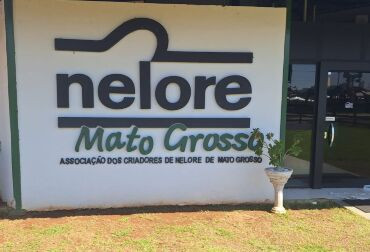 nelore
Mato Grosso
ASSOCIAÇÃO DOS CRIADORES DE NELORE DE MATO GROSSO